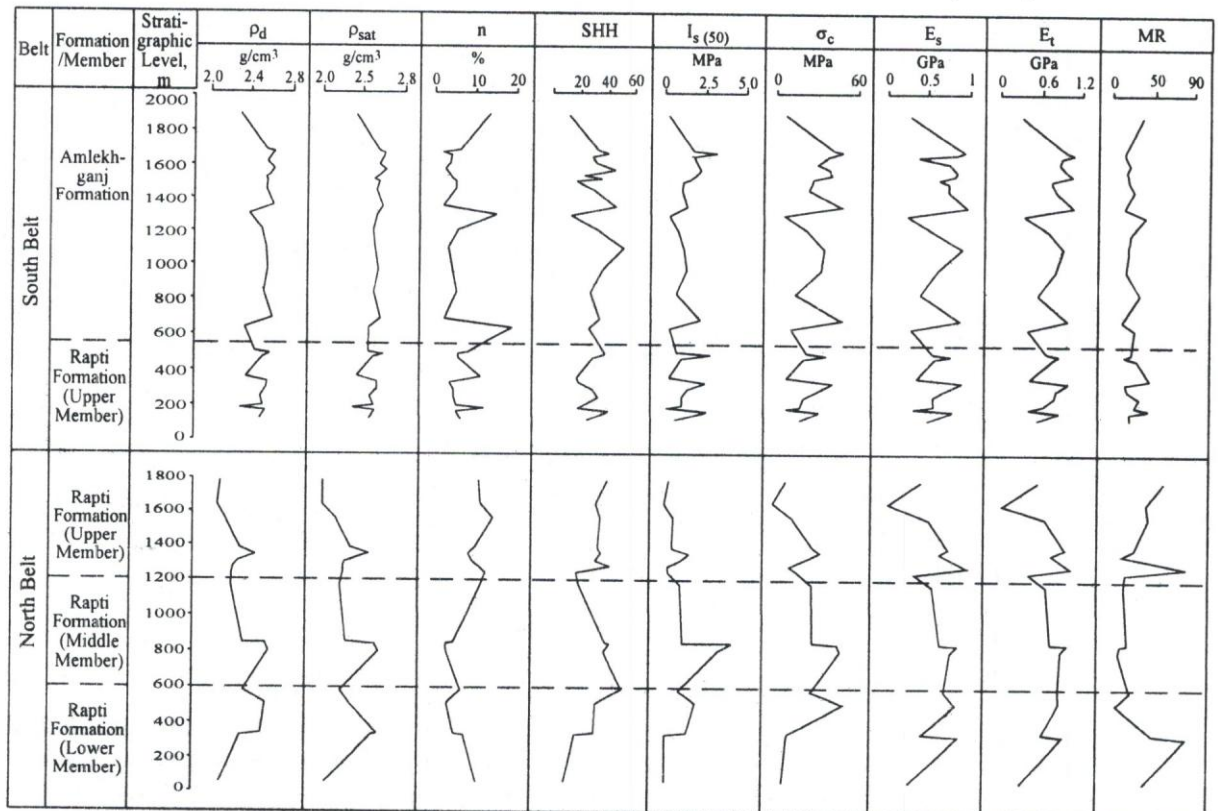 Belt Formation /Member Strati- graphic Level, m ρd ρsat n SHH Is (50) σc Es Et MR
g/cm³ g/cm³ % MPa MPa GPa GPa
2.0 2.4 2.8 2.0 2.5 2.8 0 10 20 20 40 60 0 2,5 5,0 0 60 0 0.5 1 0 0.6 1.2 0 50 90
South Belt
Amlekh-
ganj
Formation
Rapti
Formation
(Upper
Member)
2000
1800
1600
1400
1200
1000
800
600
400
200
0
North Belt
Rapti
Formation
(Upper
Member)
Rapti
Formation
(Middle
Member)
Rapti
Formation
(Lower
Member)
1800
1600
1400
1200
1000
800
600
400
200
0